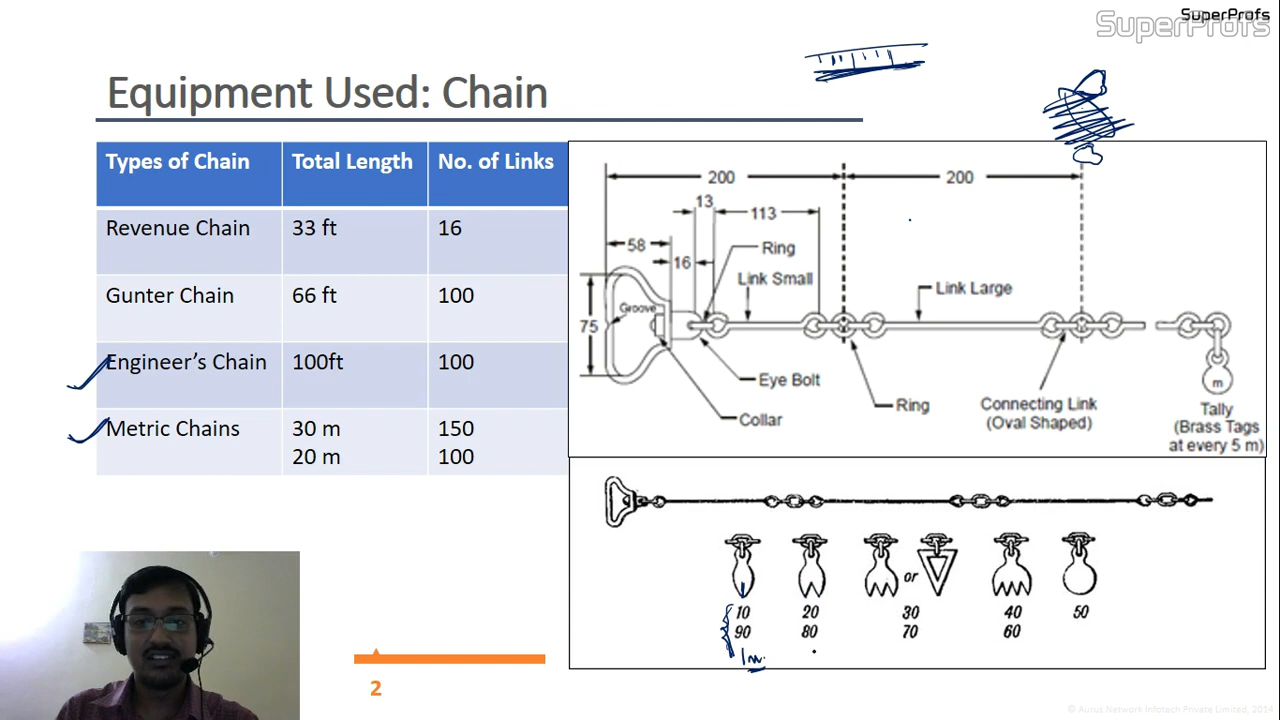 SuperProfs
SuperProfs
Equipment Used: Chain
Types of Chain Total Length No. of Links
Revenue Chain 33 ft 16
Gunter Chain 66 ft 100
Engineer's Chain 100ft 100
Metric Chains 30 m 150
20 m 100
200 200
13 113
58 16 Ring
Link Small
Link Large
Groove
75
Eye Bolt
Collar
Ring
Connecting Link
(Oval Shaped)
m
Tally
(Brass Tags
at every 5 m)
or
10 20 30 40 50
90 80 70 60
1m
2
© Aurus Network Infotech Private Limited, 2014